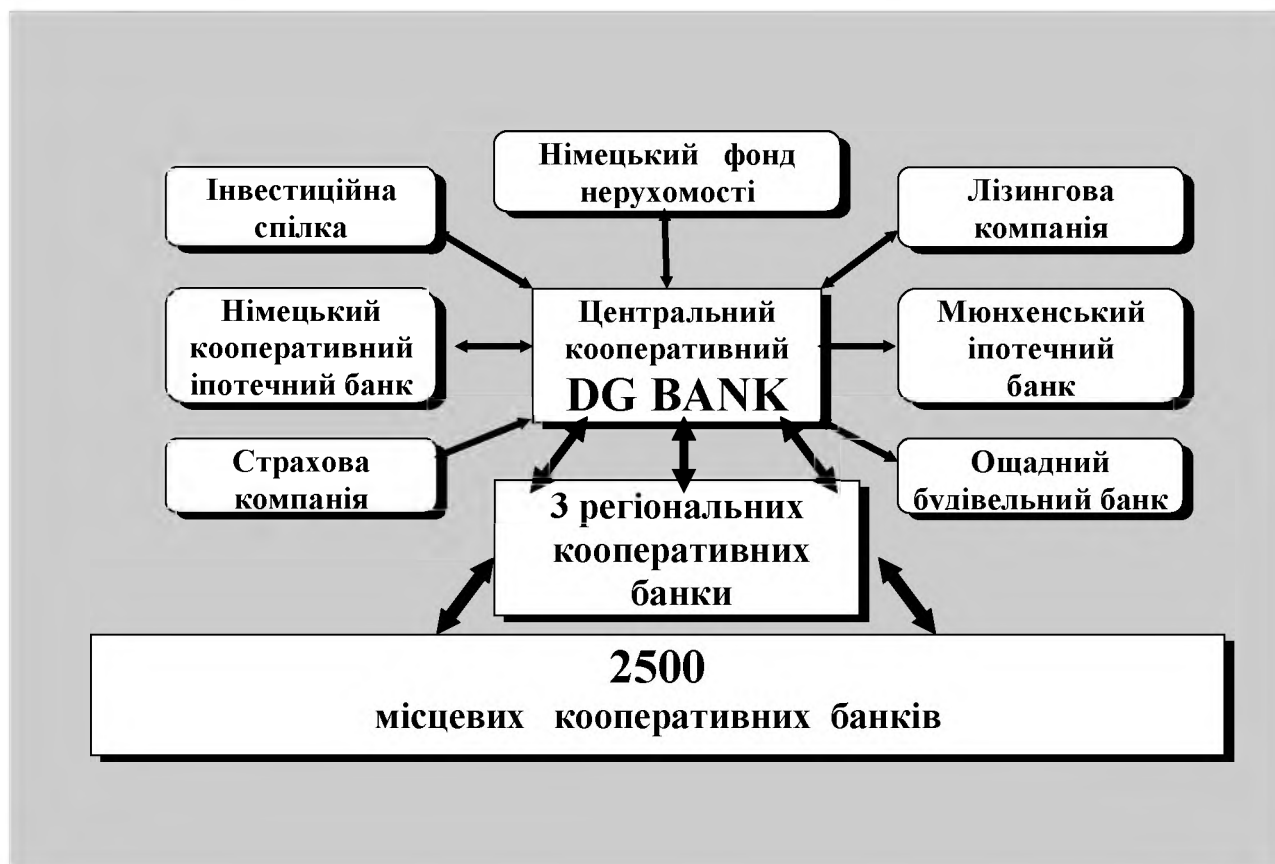 Німецький фонд
нерухомості
Інвестиційна
спілка
Лізингова
компанія
Німецький
кооперативний
іпотечний банк
Центральний
кооперативний
DG BANK
Мюнхенський
іпотечний
банк
Страхова
компанія
Ощадний
будівельний банк
3 регіональних
кооперативних
банки
2500
місцевих кооперативних банків